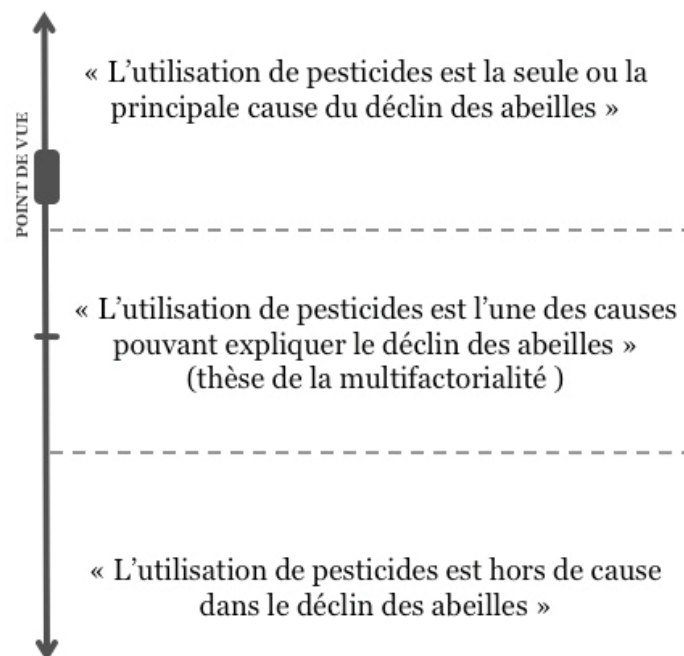 POINT DE VUE
« L’utilisation de pesticides est la seule ou la
principale cause du déclin des abeilles »
« L’utilisation de pesticides est l’une des causes
pouvant expliquer le déclin des abeilles »
(thèse de la multifactorialité )
« L’utilisation de pesticides est hors de cause
dans le déclin des abeilles »